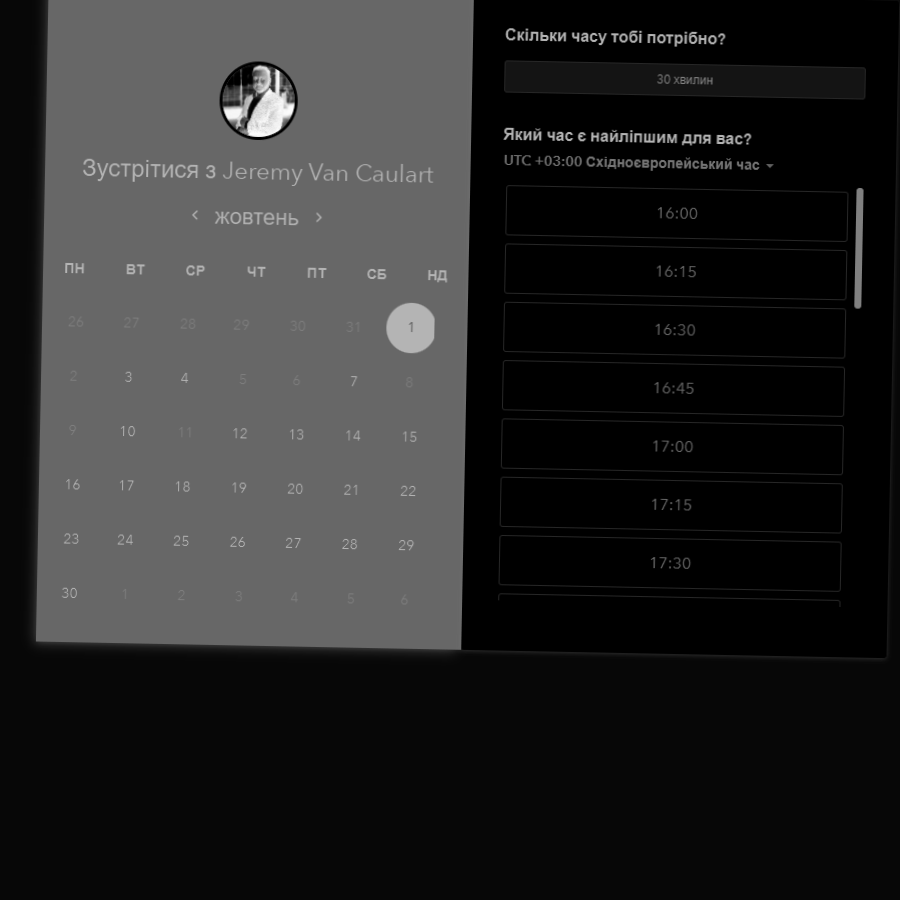 Зустрітися з Jeremy Van Caulart
жовтень
ПН ВТ СР ЧТ ПТ СБ НД
26 27 28 29 30 31 1
2 3 4 5 6 7 8
9 10 11 12 13 14 15
16 17 18 19 20 21 22
23 24 25 26 27 28 29
30 1 2 3 4 5 6
Скільки часу тобі потрібно?
30 хвилин
Який час є найліпшим для вас?
UTC +03:00 Східноєвропейський час
16:00
16:15
16:30
16:45
17:00
17:15
17:30